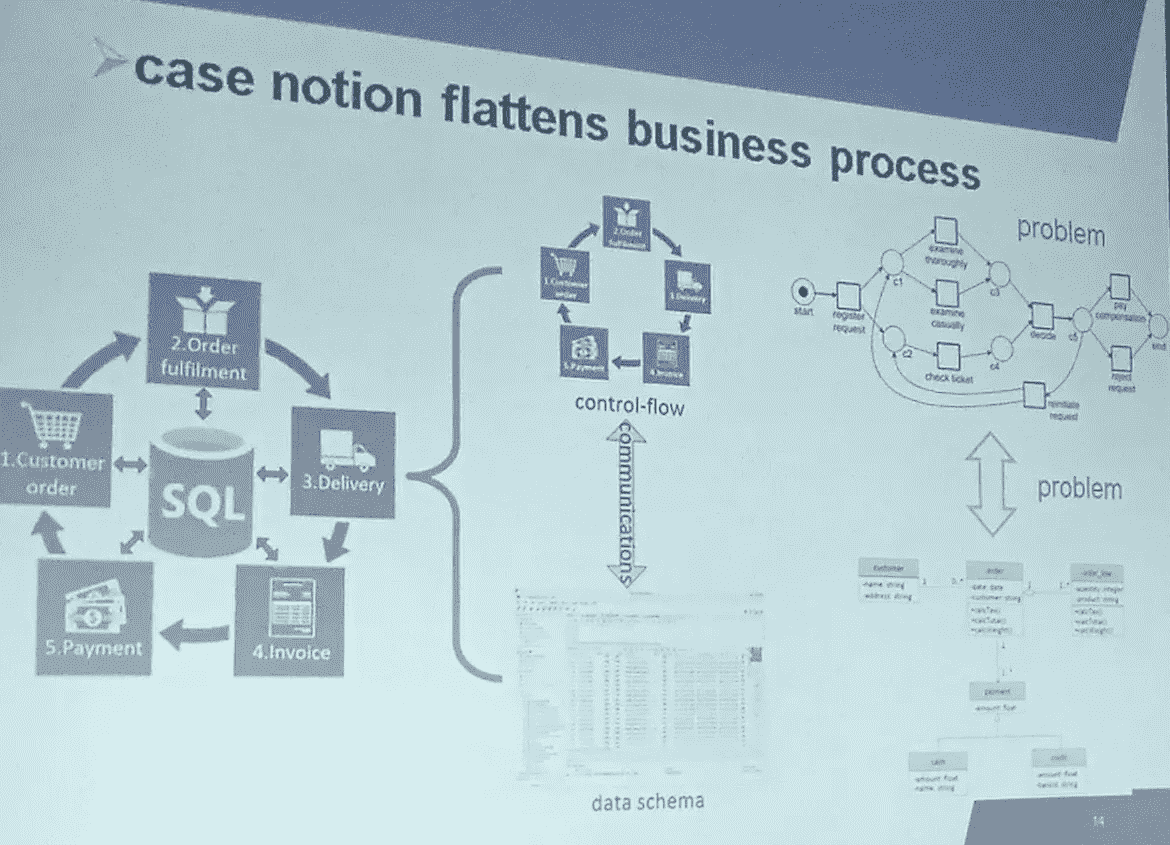 case notion flattens business process
2.Order
fulfilment
1.Customer
order
SQL
3.Delivery
5.Payment
4.Invoice
2.Order
fulfilment
1.Customer
order
3.Delivery
5.Payment
4.Invoice
control-flow
communications
data schema
problem
start
register
request
c1
examine
thoroughly
examine
casually
c3
c2
check ticket
c4
decide
c5
pay
compensation
end
reject
request
reinitiate
request
problem
customer
-name: string
-address: string
1
0..*
order
-date: date
-customer: string
+calcTax()
+calcTotal()
+calcWeight()
1
1..*
order_line
-quantity: integer
-product: string
+calcTax()
+calcTotal()
+calcWeight()
payment
-amount: float
cash
-amount: float
-name: string
credit
-amount: float
14